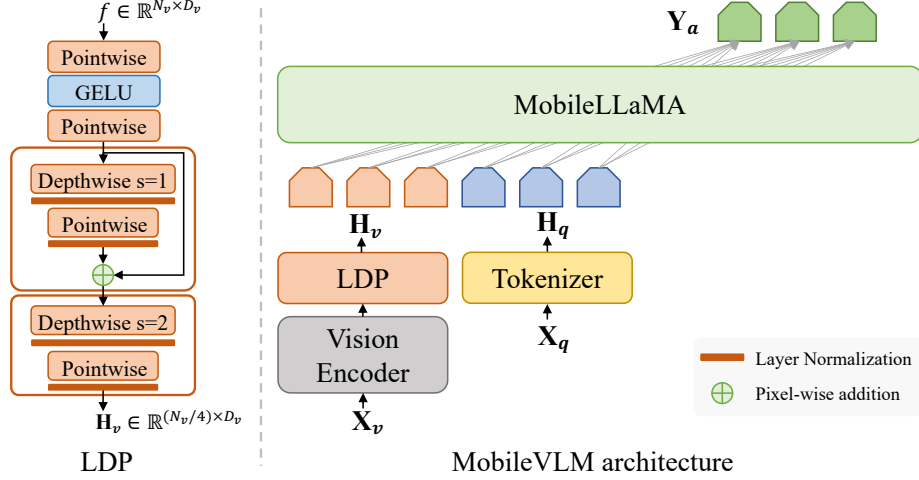 f ∈ ℝ^{N_v×D_v}
Pointwise
GELU
Pointwise
Depthwise s=1
Pointwise
Depthwise s=2
Pointwise
H_v ∈ ℝ^{(N_v/4)×D_v}
LDP
Y_a
MobileLLaMA
H_v
H_q
LDP
Tokenizer
Vision
Encoder
X_q
X_v
Layer Normalization
Pixel-wise addition
MobileVLM architecture